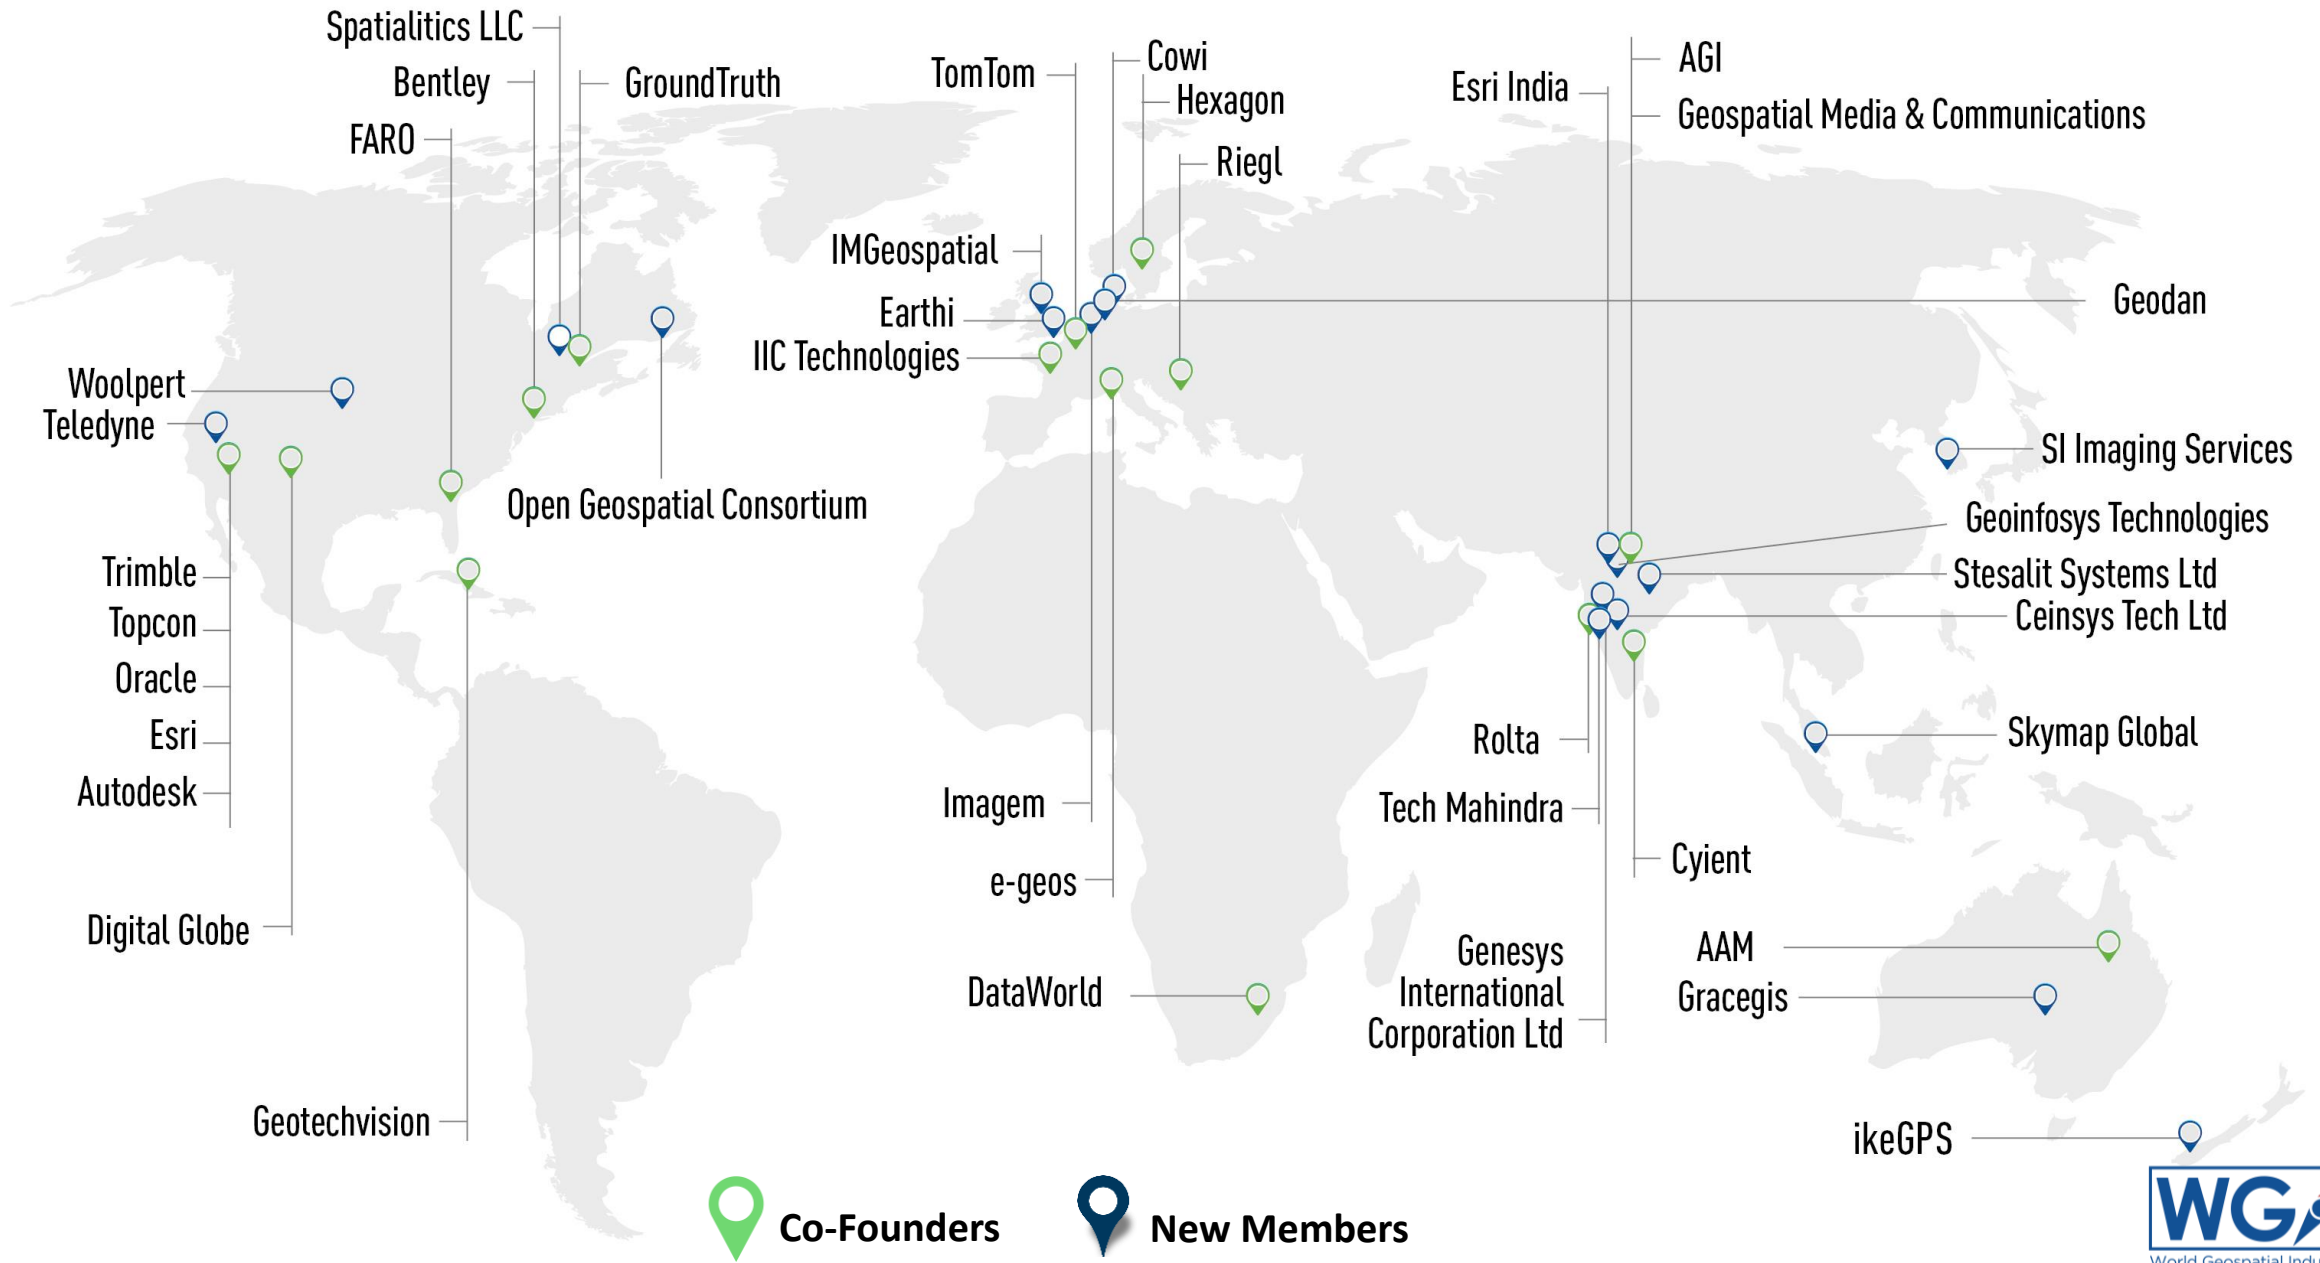 Spatialitics LLC
Bentley
GroundTruth
FARO
TomTom
Cowi
Hexagon
Riegl
Esri India
AGI
Geospatial Media & Communications
IMGeospatial
Earthi
IIC Technologies
Geodan
Woolpert
Teledyne
Open Geospatial Consortium
SI Imaging Services
Geoinfosys Technologies
Stesalit Systems Ltd
Ceinsys Tech Ltd
Trimble
Topcon
Oracle
Esri
Autodesk
Digital Globe
Geotechvision
Imagem
e-geos
DataWorld
Rolta
Tech Mahindra
Cyient
Genesys
International
Corporation Ltd
Skymap Global
AAM
Gracegis
ikeGPS
Co-Founders
New Members
WG
World Geospatial